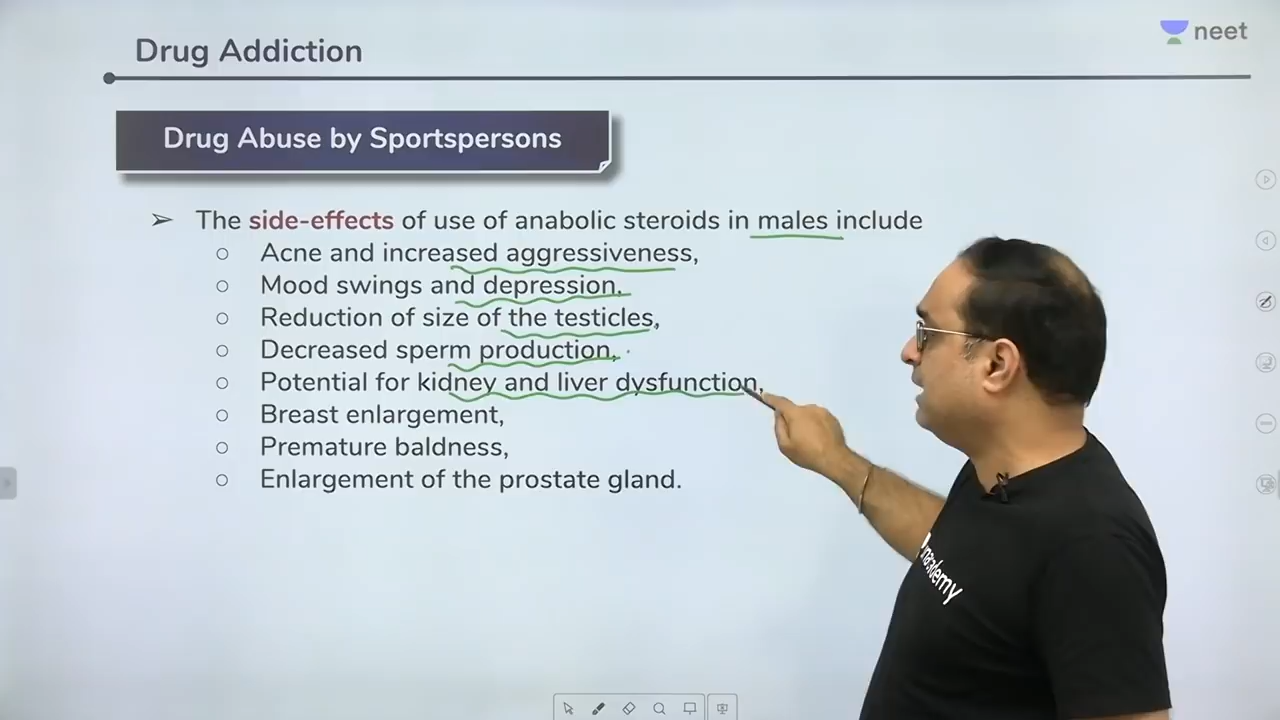 Drug Addiction
neet
Drug Abuse by Sportspersons
➢ The side-effects of use of anabolic steroids in males include
○ Acne and increased aggressiveness,
○ Mood swings and depression,
○ Reduction of size of the testicles,
○ Decreased sperm production,
○ Potential for kidney and liver dysfunction,
○ Breast enlargement,
○ Premature baldness,
○ Enlargement of the prostate gland.
unacademy